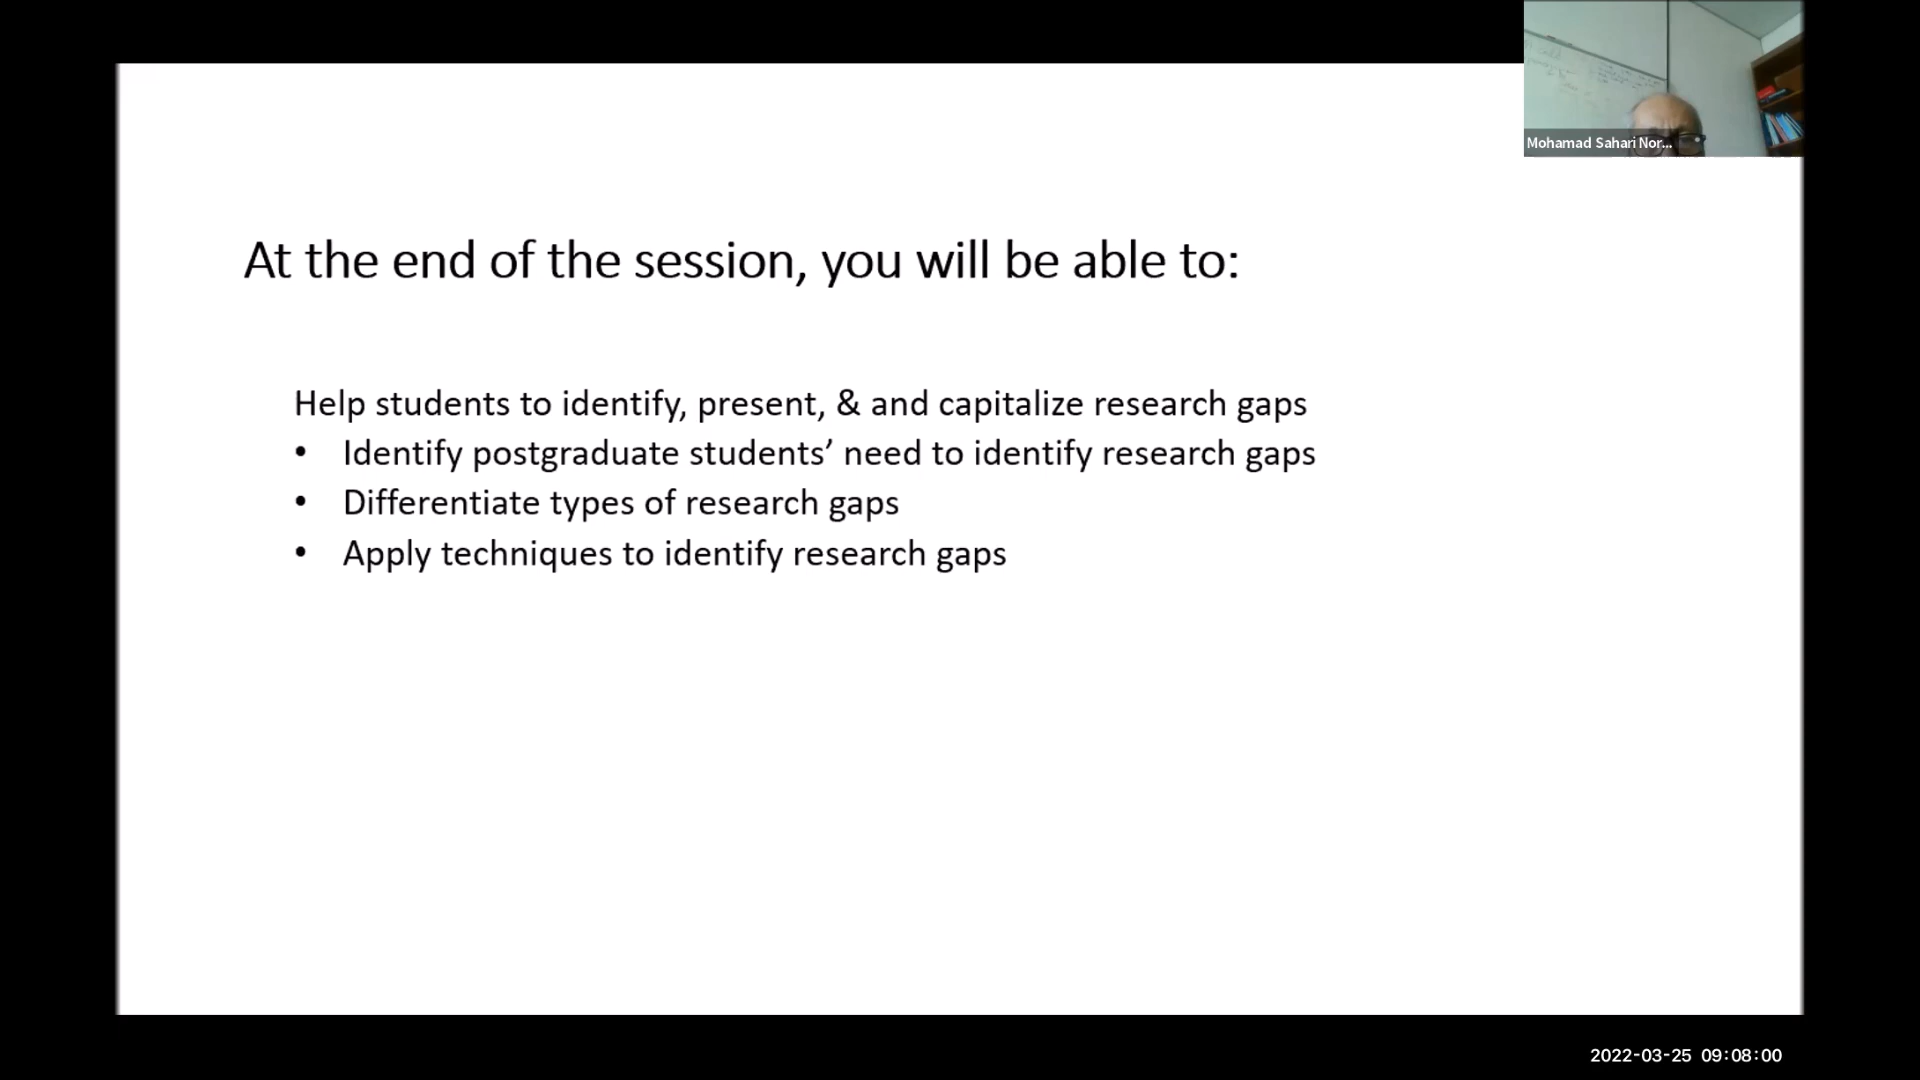 Mohamad Sahari Nor...
At the end of the session, you will be able to:
Help students to identify, present, & and capitalize research gaps
• Identify postgraduate students’ need to identify research gaps
• Differentiate types of research gaps
• Apply techniques to identify research gaps
2022-03-25 09:08:00